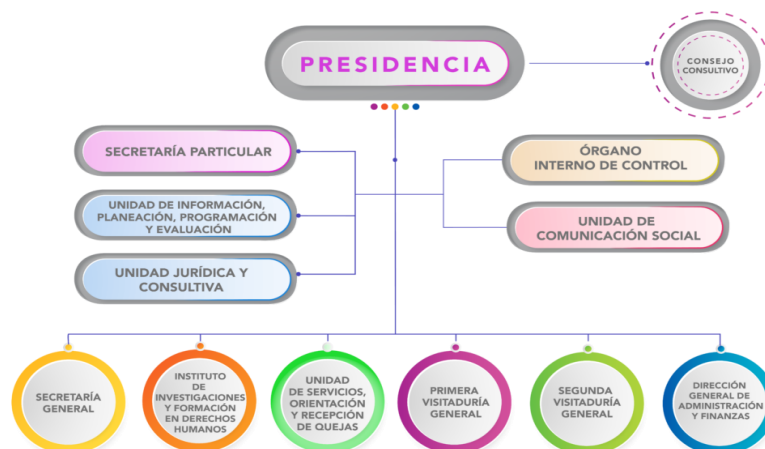 PRESIDENCIA
CONSEJO
CONSULTIVO
SECRETARÍA PARTICULAR
UNIDAD DE INFORMACIÓN,
PLANEACIÓN, PROGRAMACIÓN
Y EVALUACIÓN
UNIDAD JURÍDICA Y
CONSULTIVA
ÓRGANO
INTERNO DE CONTROL
UNIDAD DE
COMUNICACIÓN SOCIAL
SECRETARÍA
GENERAL
INSTITUTO
DE
INVESTIGACIONES
Y FORMACIÓN
EN DERECHOS
HUMANOS
UNIDAD
DE SERVICIOS,
ORIENTACIÓN
Y RECEPCIÓN
DE QUEJAS
PRIMERA
VISITADURÍA
GENERAL
SEGUNDA
VISITADURÍA
GENERAL
DIRECCIÓN
GENERAL DE
ADMINISTRACIÓN
Y FINANZAS